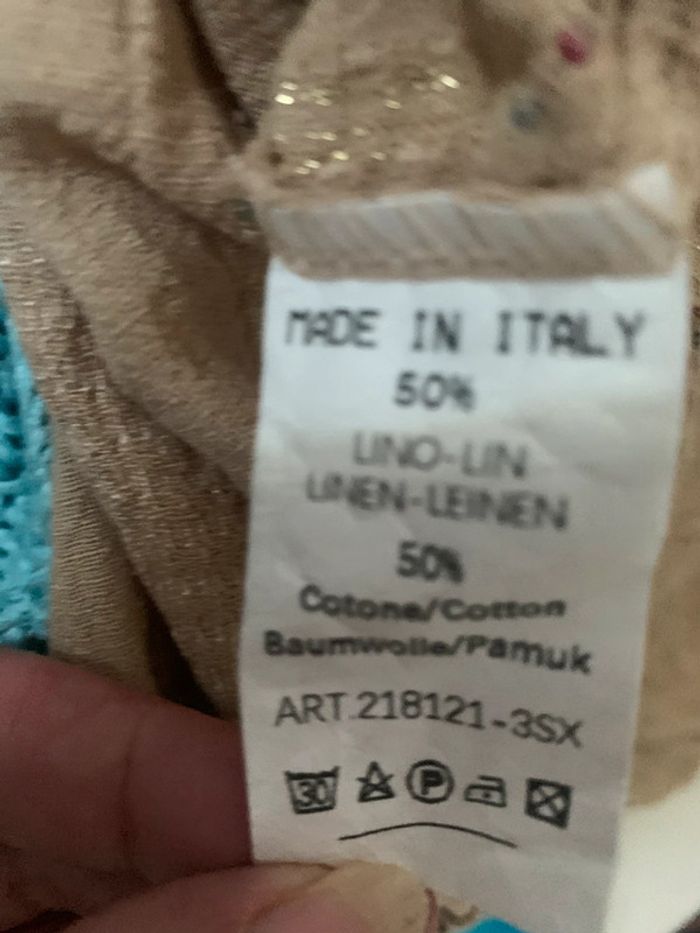 MADE IN ITALY
50%
LINO-LIN
LINEN-LEINEN
50%
Cotone/Cotton
Baumwolle/Pamuk
ART.218121-3SX
30 P